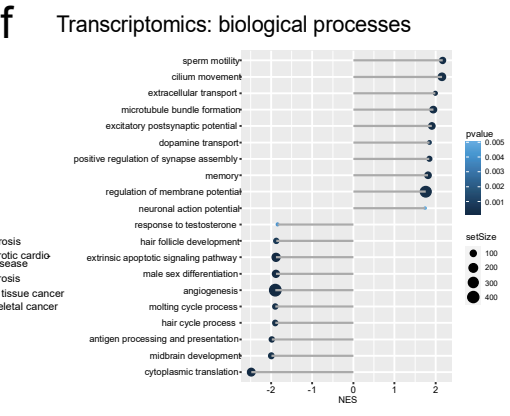 f
Transcriptomics: biological processes
sperm motility
cilium movement
extracellular transport
microtubule bundle formation
excitatory postsynaptic potential
dopamine transport
positive regulation of synapse assembly
memory
regulation of membrane potential
neuronal action potential
response to testosterone
hair follicle development
extrinsic apoptotic signaling pathway
male sex differentiation
angiogenesis
molting cycle process
hair cycle process
antigen processing and presentation
midbrain development
cytoplasmic translation
-2 -1 0 1 2
NES
pvalue
0.005
0.004
0.003
0.002
0.001
setSize
100
200
300
400
rosis
rotic cardio-
sease
rosis
tissue cancer
eletal cancer